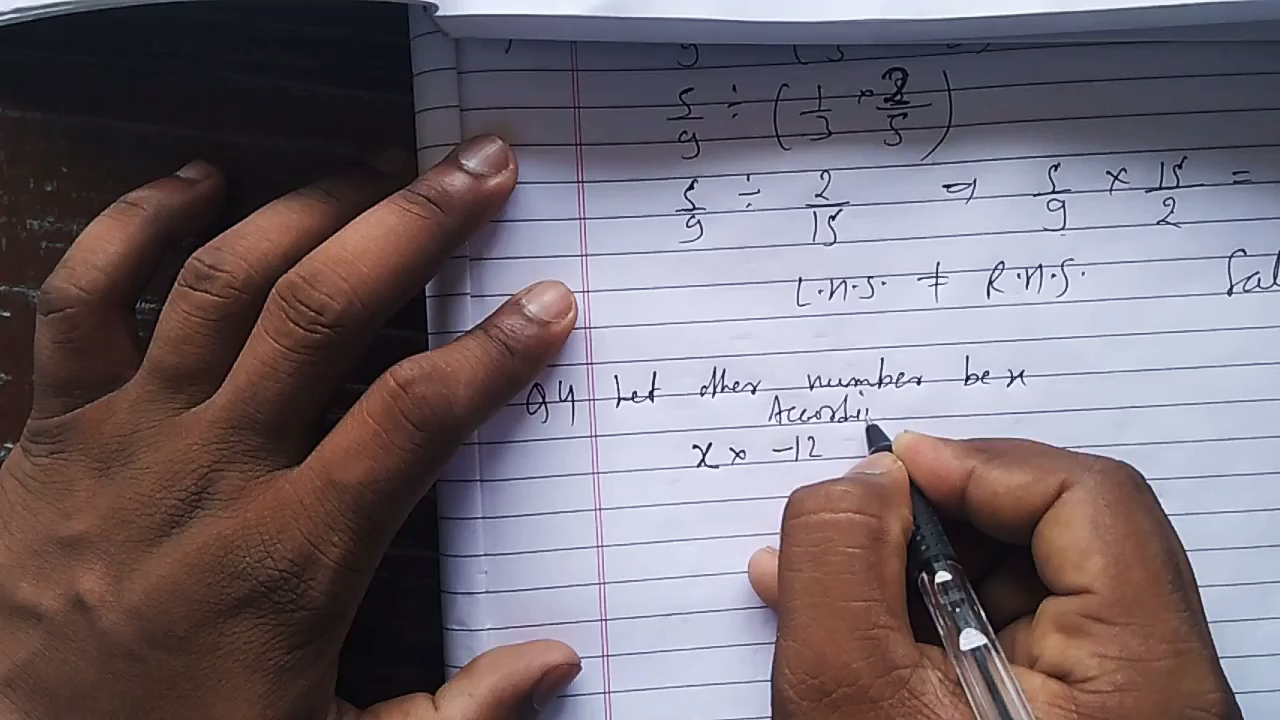 5/9 ÷ (1/3 × 2/5)
5/9 ÷ 2/15 ⇒ 5/9 × 15/2 =
L.H.S. ≠ R.H.S.
Q4 Let other number be x
Accordi
x × -12